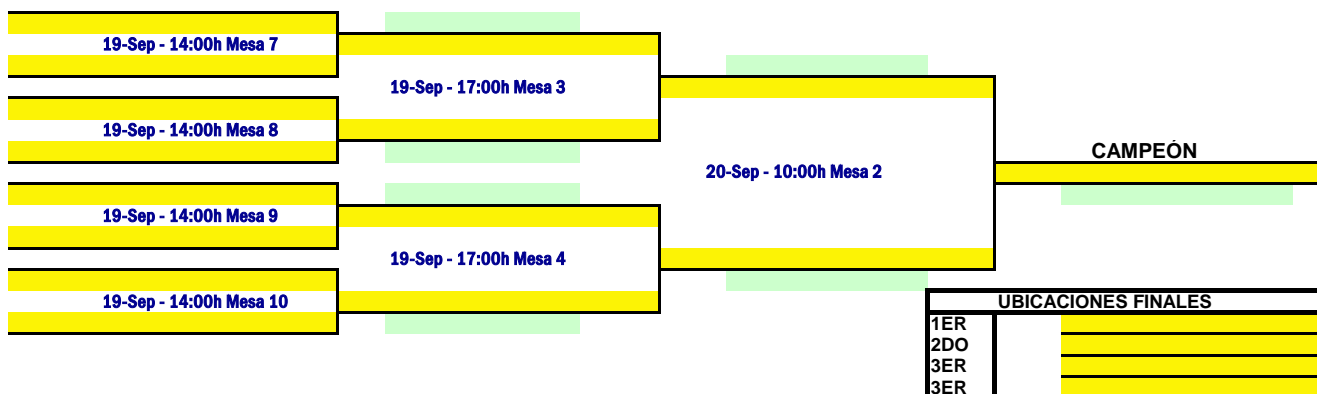 19-Sep - 14:00h Mesa 7
19-Sep - 17:00h Mesa 3
19-Sep - 14:00h Mesa 8
CAMPEÓN
20-Sep - 10:00h Mesa 2
19-Sep - 14:00h Mesa 9
19-Sep - 17:00h Mesa 4
19-Sep - 14:00h Mesa 10
UBICACIONES FINALES
1ER
2DO
3ER
3ER